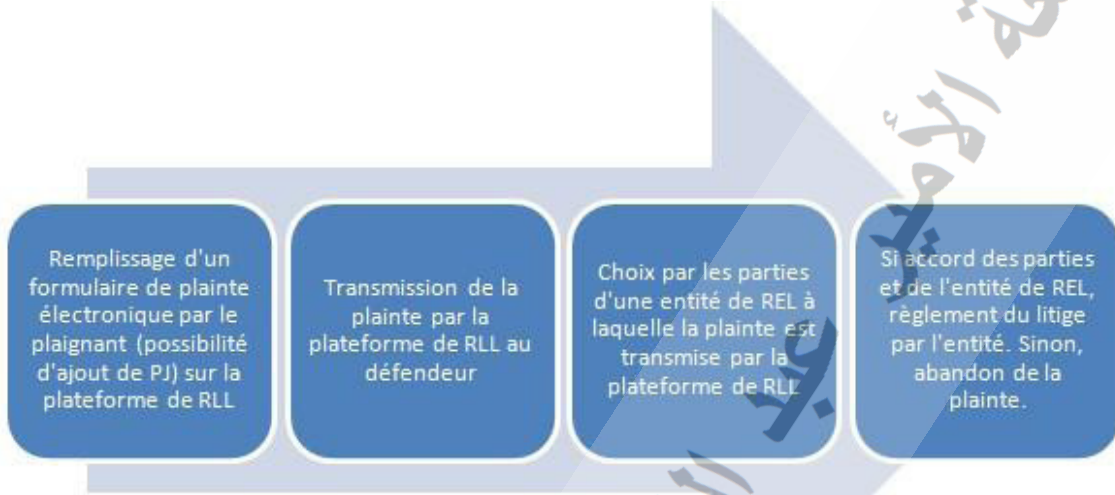 Remplissage d'un
formulaire de plainte
électronique par le
plaignant (possibilité
d'ajout de PJ) sur la
plateforme de RLL
Transmission de la
plainte par la
plateforme de RLL au
défendeur
Choix par les parties
d'une entité de REL à
laquelle la plainte est
transmise par la
plateforme de RLL
Si accord des parties
et de l'entité de REL,
règlement du litige
par l'entité. Sinon,
abandon de la
plainte.